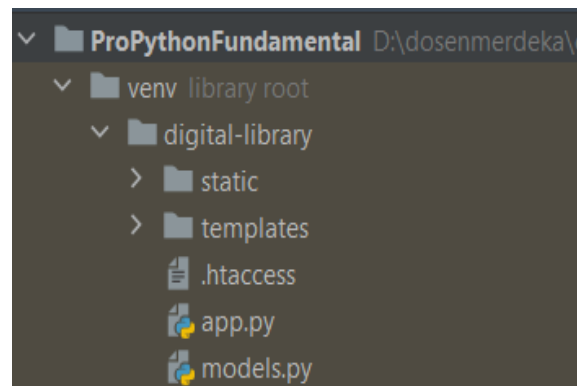 ProPythonFundamental D:\dosenmerdeka\
venv library root
digital-library
static
templates
.htaccess
app.py
models.py